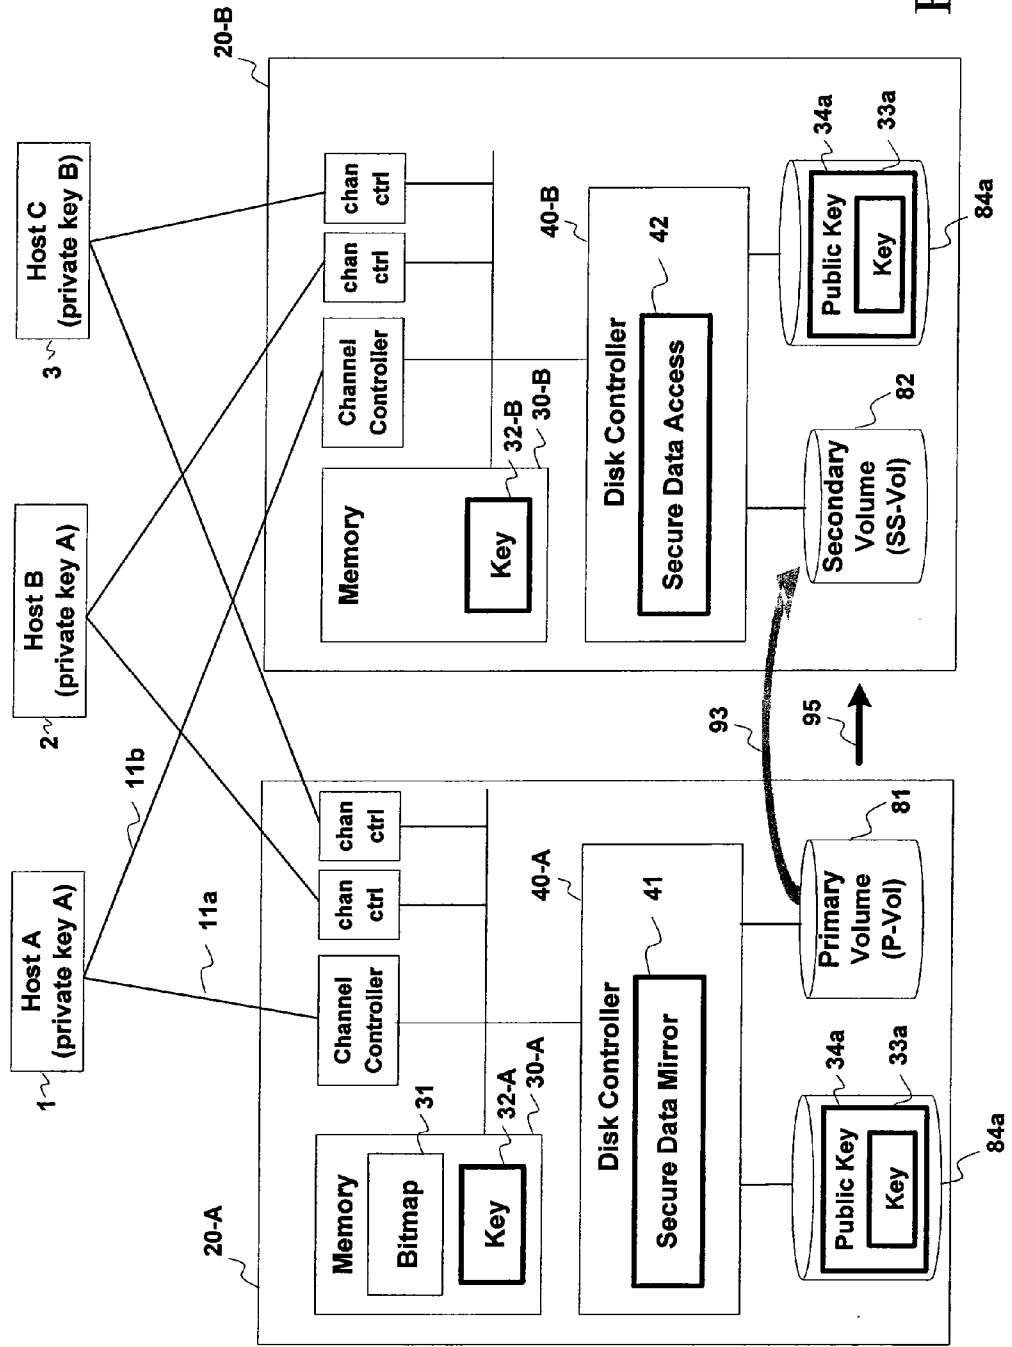 Host A
(private key A)
1
Host B
(private key A)
2
Host C
(private key B)
3
11a
11b
20-A
20-B
Memory
Bitmap
31
Key
32-A
30-A
Channel
Controller
chan
ctrl
chan
ctrl
Disk Controller
40-A
Secure Data Mirror
41
Public Key
Key
34a
33a
84a
Primary
Volume
(P-Vol)
81
93
95
Memory
Key
32-B
30-B
Channel
Controller
chan
ctrl
chan
ctrl
Disk Controller
40-B
Secure Data Access
42
Secondary
Volume
(SS-Vol)
82
Public Key
Key
34a
33a
84a